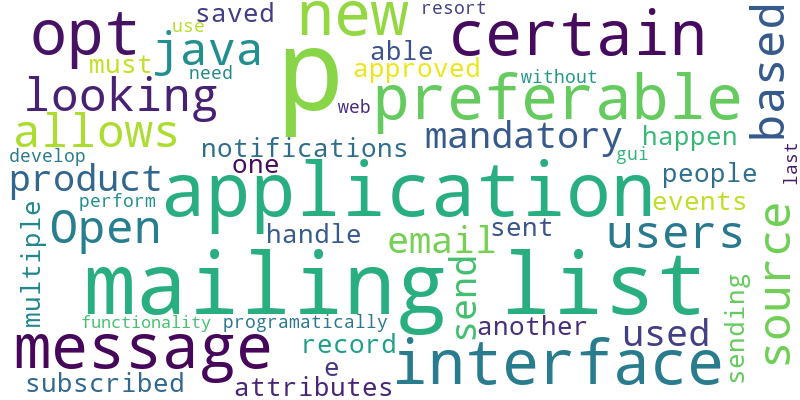 saved
resort
use
opt
new
certain
based
java
able
must
p
approved
need
without
looking
web
preferable
allows
mandatory
happen
notifications
gui
develop
one
last
product
application
people
perform
events
multiple
Open
handle
email
sent
users
source
mailing list
send
sending
functionality
programatically
another
used
message
record
interface
e
subscribed
attributes